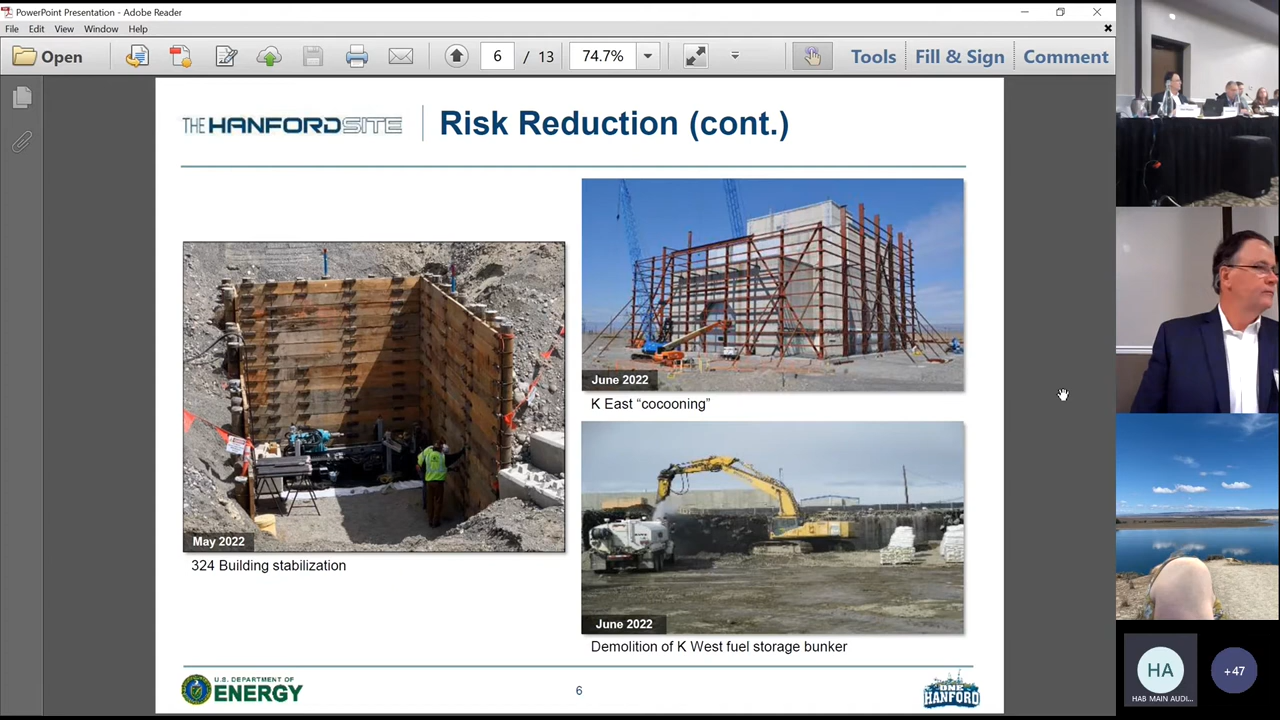 PowerPoint Presentation - Adobe Reader
File Edit View Window Help
Open
6 / 13
74.7%
Tools
Fill & Sign
Comment
THE HANFORD SITE
Risk Reduction (cont.)
May 2022
324 Building stabilization
June 2022
K East “cocooning”
June 2022
Demolition of K West fuel storage bunker
U.S. DEPARTMENT OF
ENERGY
6
ONE
HANFORD
HA
HAB MAIN AUDI...
+47